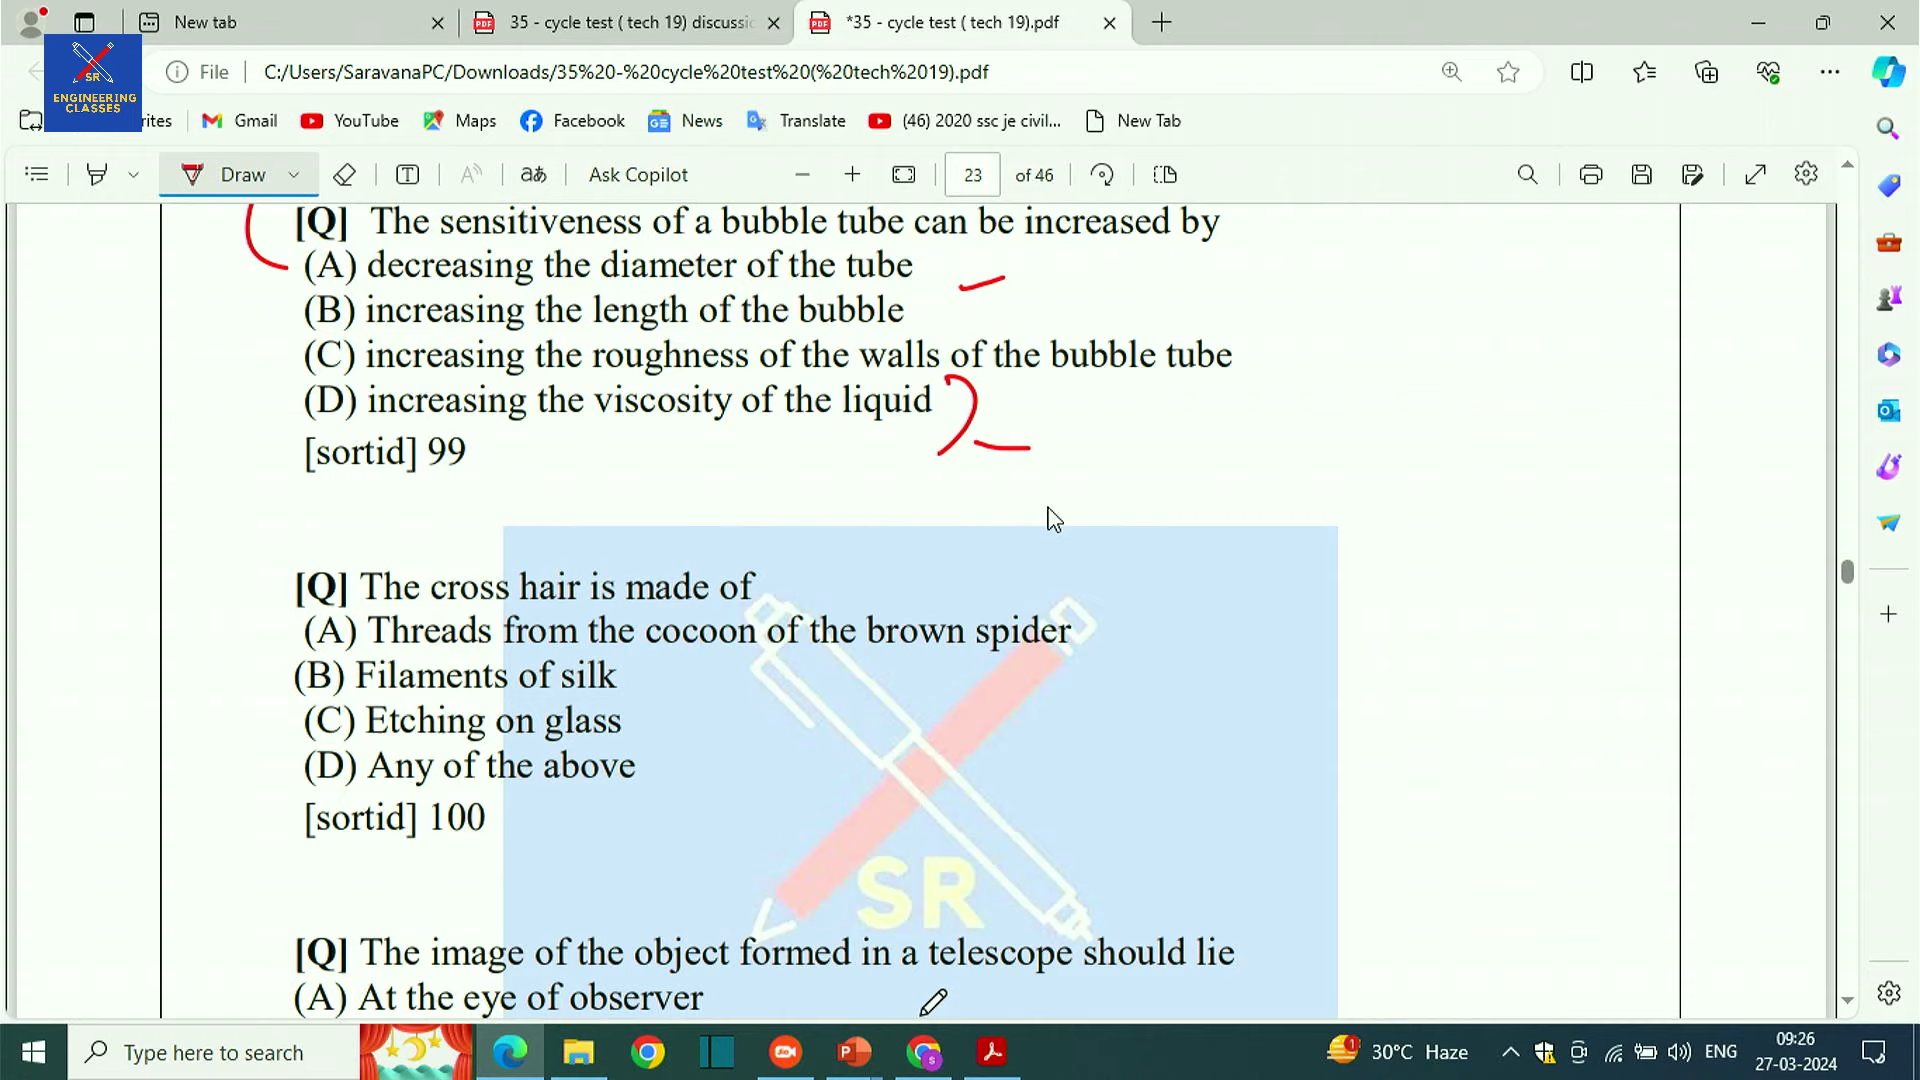 New tab
35 - cycle test ( tech 19) discussio
*35 - cycle test ( tech 19).pdf
SR
ENGINEERING
CLASSES
File
C:/Users/SaravanaPC/Downloads/35%20-%20cycle%20test%20(%20tech%2019).pdf
rites
Gmail
YouTube
Maps
Facebook
News
Translate
(46) 2020 ssc je civil...
New Tab
Draw
Ask Copilot
23
of 46
[Q] The sensitiveness of a bubble tube can be increased by
(A) decreasing the diameter of the tube
(B) increasing the length of the bubble
(C) increasing the roughness of the walls of the bubble tube
(D) increasing the viscosity of the liquid
[sortid] 99
[Q] The cross hair is made of
(A) Threads from the cocoon of the brown spider
(B) Filaments of silk
(C) Etching on glass
(D) Any of the above
[sortid] 100
SR
[Q] The image of the object formed in a telescope should lie
(A) At the eye of observer
Type here to search
30°C Haze
ENG
09:26
27-03-2024